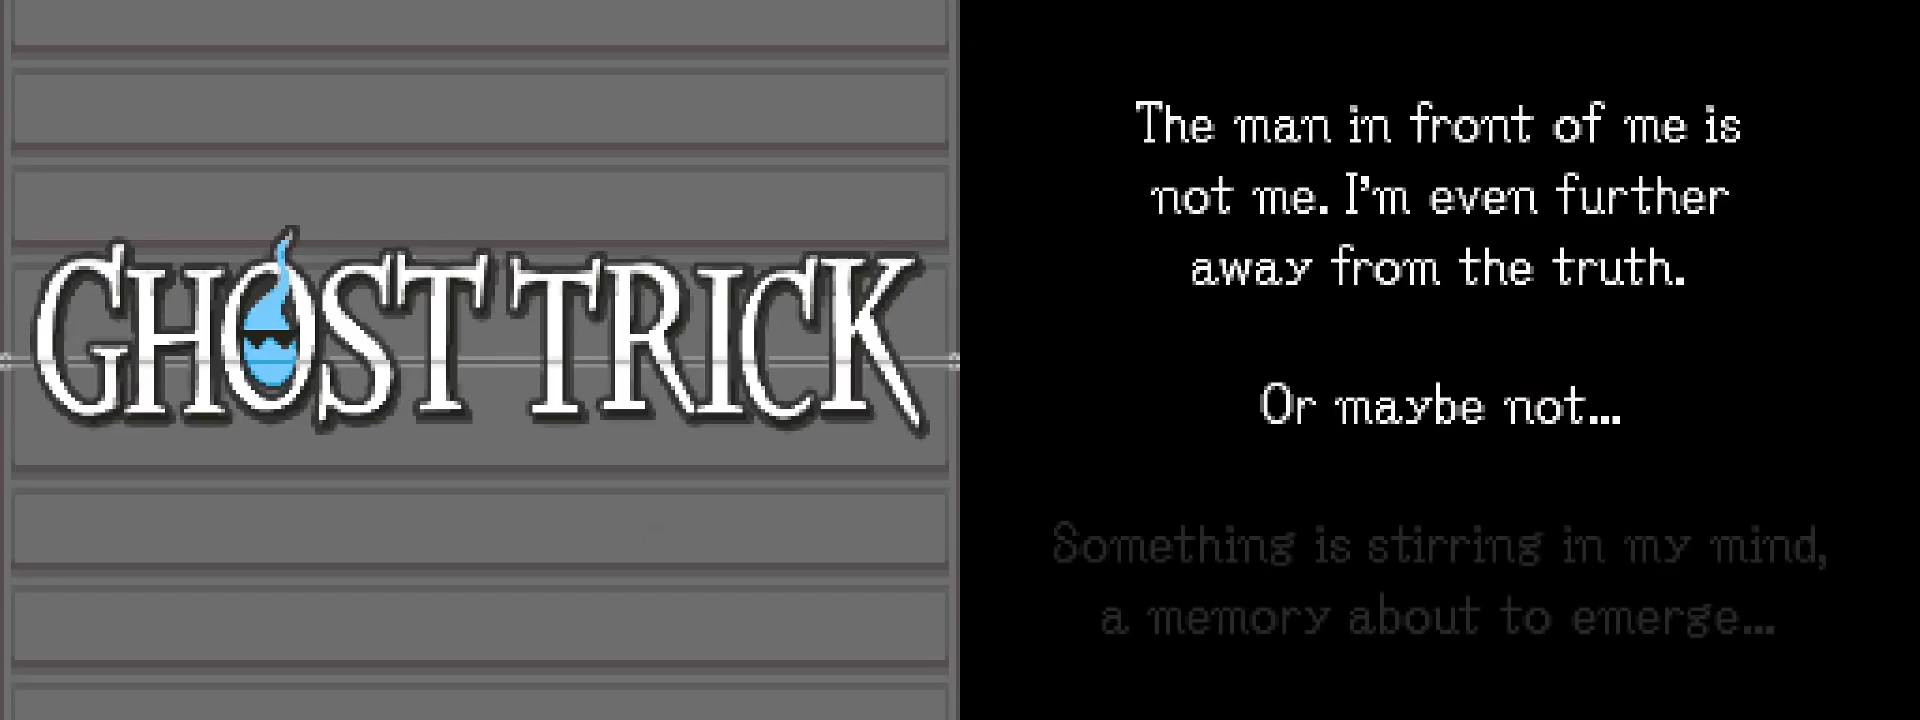 GHOST TRICK
The man in front of me is
not me. I'm even further
away from the truth.
Or maybe not...
Something is stirring in my mind,
a memory about to emerge...